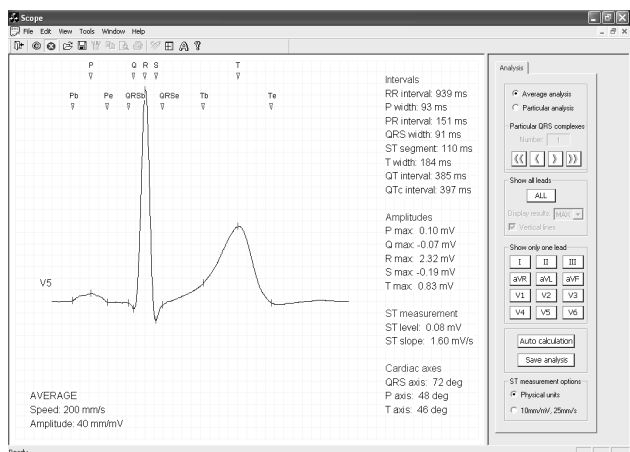 Scope
File Edit View Tools Window Help
P Q R S T
Pb Pe QRSb QRSe Tb Te
V5
AVERAGE
Speed: 200 mm/s
Amplitude: 40 mm/mV
Intervals
RR interval: 939 ms
P width: 93 ms
PR interval: 151 ms
QRS width: 91 ms
ST segment: 110 ms
T width: 184 ms
QT interval: 385 ms
QTc interval: 397 ms
Amplitudes
P max: 0.10 mV
Q max: -0.07 mV
R max: 2.32 mV
S max: -0.19 mV
T max: 0.83 mV
ST measurement
ST level: 0.08 mV
ST slope: 1.60 mV/s
Cardiac axes
QRS axis: 72 deg
P axis: 48 deg
T axis: 46 deg
Analysis
Average analysis
Particular analysis
Particular QRS complexes
Number: 1
Show all leads
ALL
Display results: MAX
Vertical lines
Show only one lead
I II III
aVR aVL aVF
V1 V2 V3
V4 V5 V6
Auto calculation
Save analysis
ST measurement options
Physical units
10mm/mV, 25mm/s